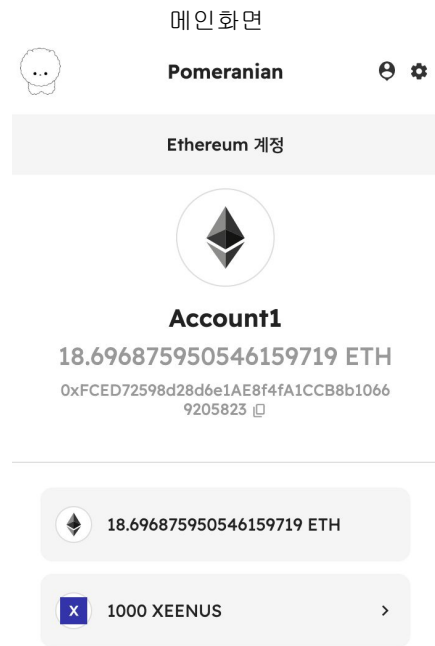 메인화면
Pomeranian
Ethereum 계정
Account1
18.696875950546159719 ETH
0xFCED72598d28d6e1AE8f4fA1CCB8b1066
9205823
18.696875950546159719 ETH
X 1000 XEENUS